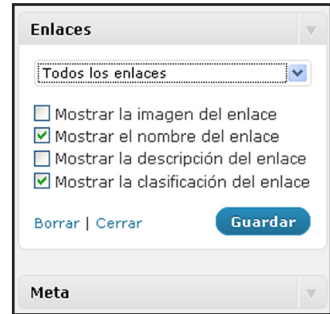 Enlaces
Todos los enlaces
Mostrar la imagen del enlace
Mostrar el nombre del enlace
Mostrar la descripción del enlace
Mostrar la clasificación del enlace
Borrar | Cerrar
Guardar
Meta